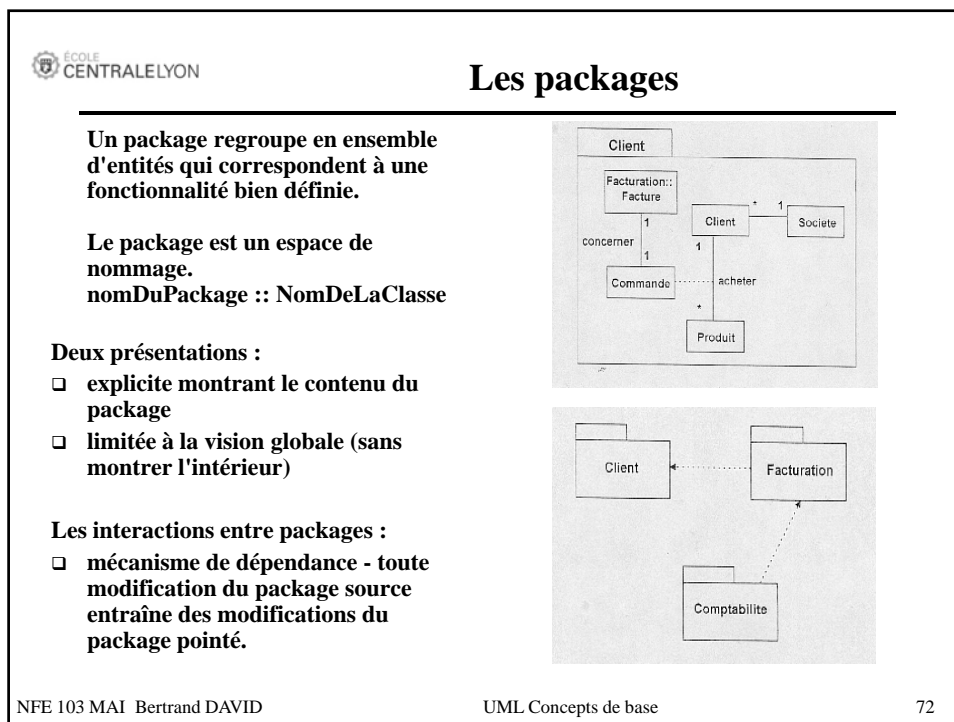 ÉCOLE
CENTRALELYON
Les packages
Un package regroupe en ensemble
d'entités qui correspondent à une
fonctionnalité bien définie.
Le package est un espace de
nommage.
nomDuPackage :: NomDeLaClasse
Deux présentations :
❑ explicite montrant le contenu du
package
❑ limitée à la vision globale (sans
montrer l'intérieur)
Les interactions entre packages :
❑ mécanisme de dépendance - toute
modification du package source
entraîne des modifications du
package pointé.
Client
Facturation::
Facture
1
concerner
1
Commande
Client
* 1
Societe
1
acheter
*
Produit
Client
Facturation
Comptabilite
NFE 103 MAI Bertrand DAVID
UML Concepts de base
72